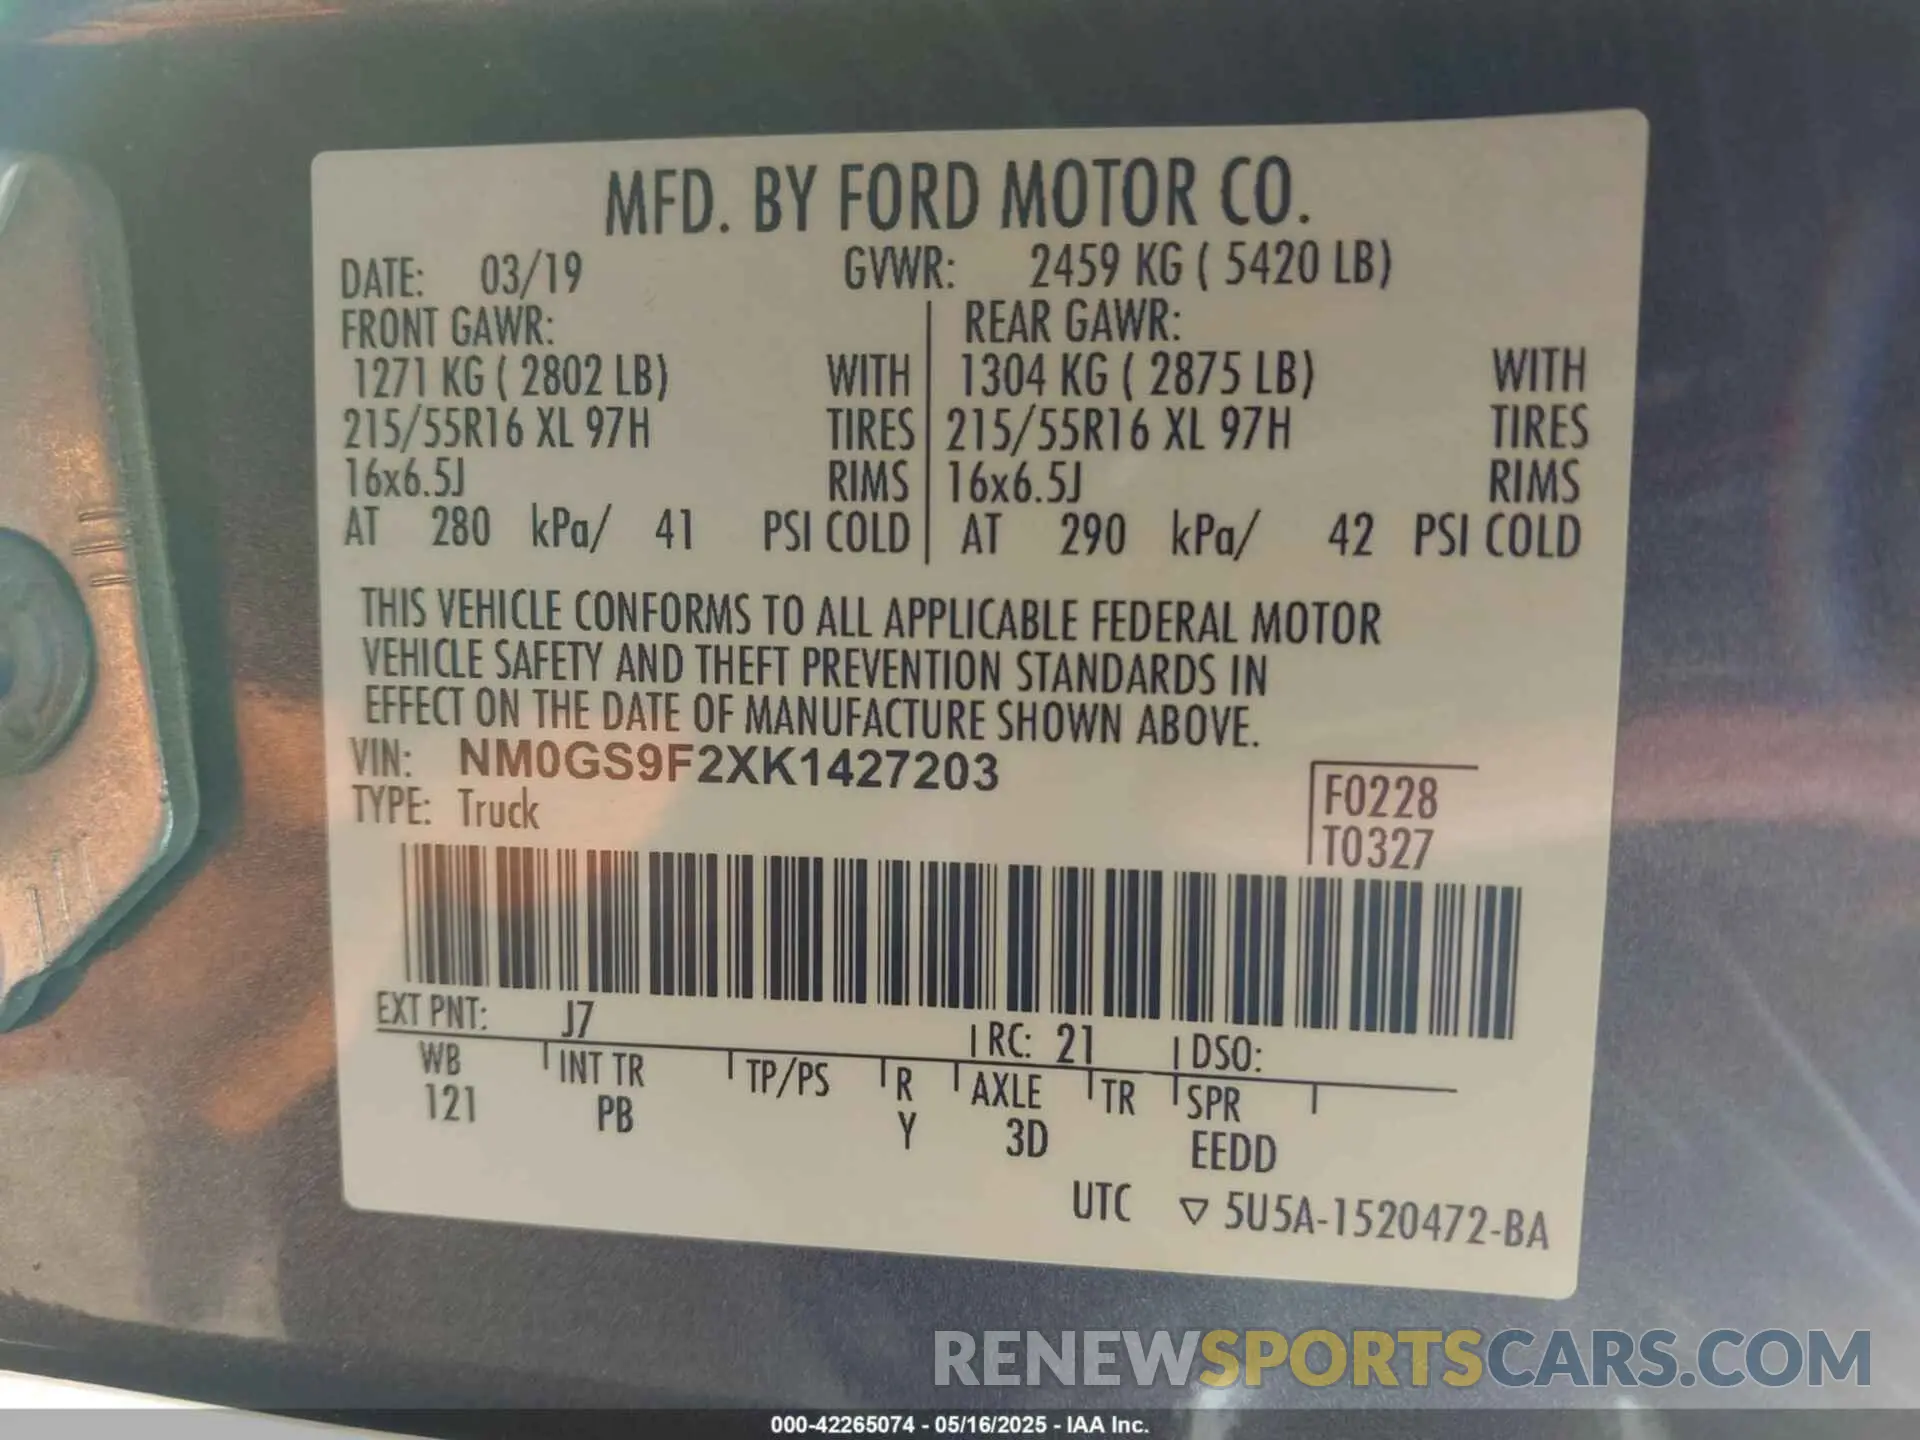 MFD. BY FORD MOTOR CO.
DATE: 03/19 GVWR: 2459 KG ( 5420 LB)
FRONT GAWR: REAR GAWR:
1271 KG ( 2802 LB) WITH 1304 KG ( 2875 LB) WITH
215/55R16 XL 97H TIRES 215/55R16 XL 97H TIRES
16x6.5J RIMS 16x6.5J RIMS
AT 280 kPa/ 41 PSI COLD AT 290 kPa/ 42 PSI COLD
THIS VEHICLE CONFORMS TO ALL APPLICABLE FEDERAL MOTOR
VEHICLE SAFETY AND THEFT PREVENTION STANDARDS IN
EFFECT ON THE DATE OF MANUFACTURE SHOWN ABOVE.
VIN: NM0GS9F2XK1427203
TYPE: Truck
F0228
T0327
EXT PNT: J7 RC: 21 DSO:
WB INT TR TP/PS R AXLE TR SPR
121 PB Y 3D EEDD
UTC ▽ 5U5A-1520472-BA
RENEWSPORTSCARS.COM
000-42265074 - 05/16/2025 - IAA Inc.